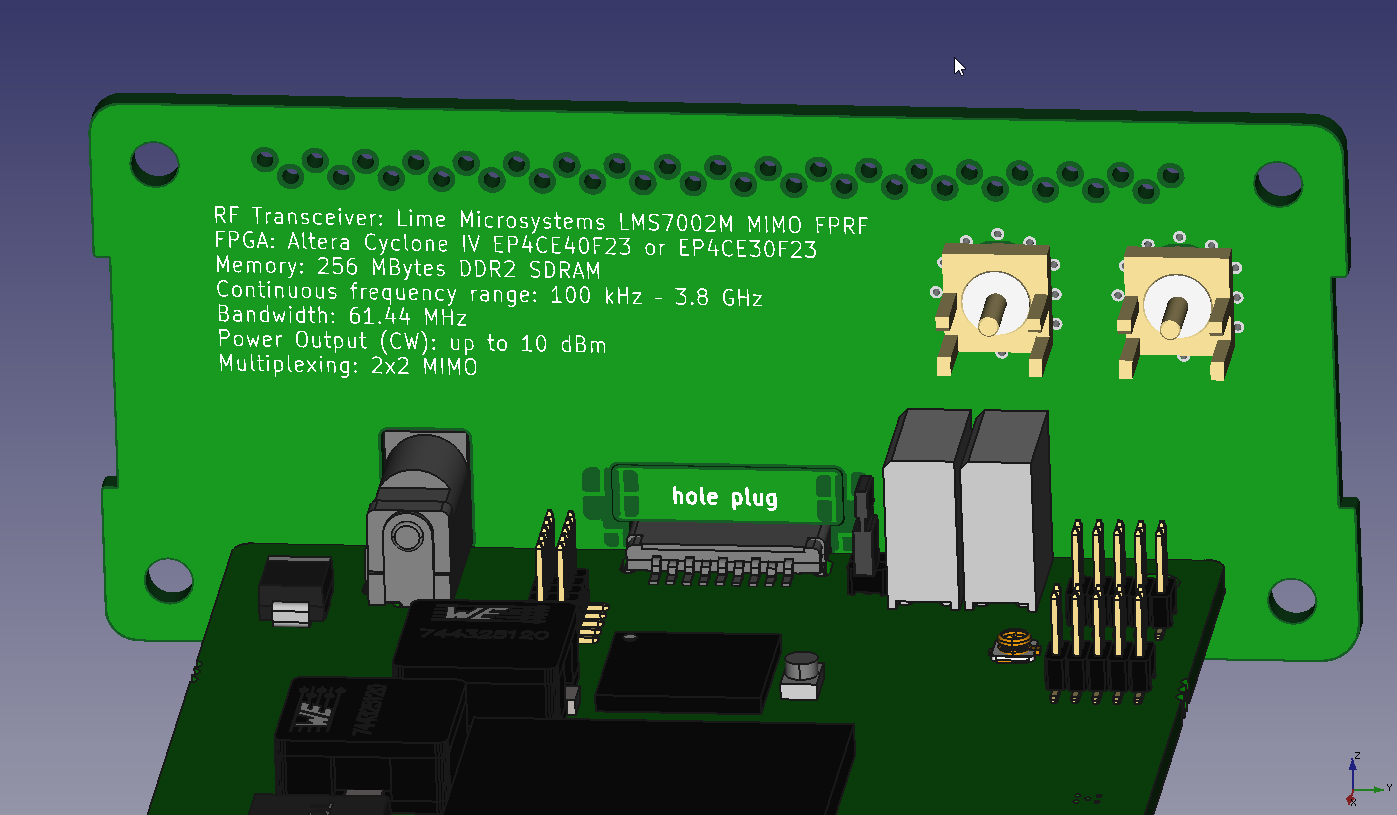 RF Transceiver: Lime Microsystems LMS7002M MIMO FPRF
FPGA: Altera Cyclone IV EP4CE40F23 or EP4CE30F23
Memory: 256 MBytes DDR2 SDRAM
Continuous frequency range: 100 kHz - 3.8 GHz
Bandwidth: 61.44 MHz
Power Output (CW): up to 10 dBm
Multiplexing: 2x2 MIMO
hole plug
WE
744328120
WE
Z
Y
X